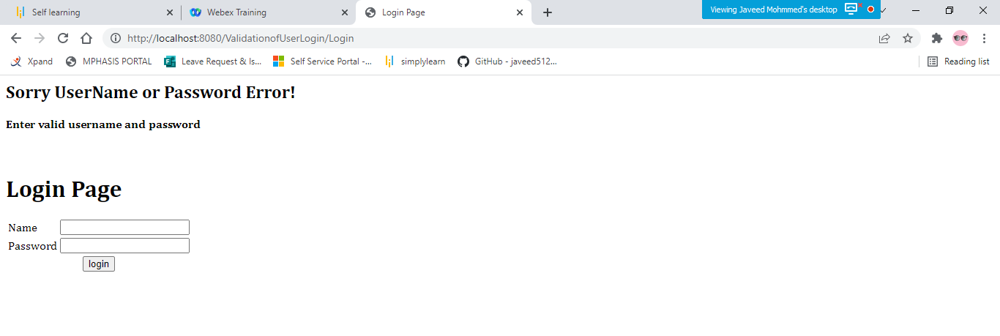 Self learning
Webex Training
Login Page
Viewing Javeed Mohmmed's desktop
http://localhost:8080/ValidationofUserLogin/Login
Xpand
MPHASIS PORTAL
Leave Request & Is...
Self Service Portal -...
simplylearn
GitHub - javeed512...
Reading list
Sorry UserName or Password Error!
Enter valid username and password
Login Page
Name
Password
login